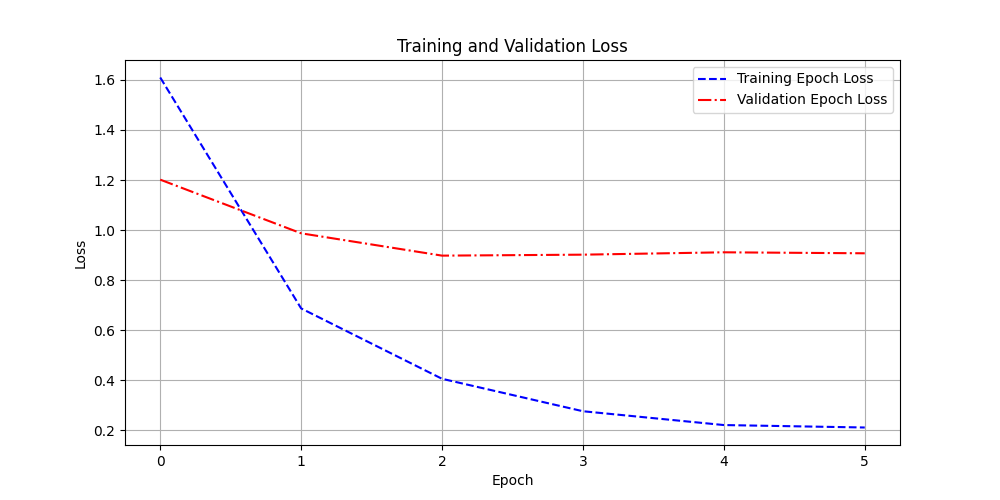 Training and Validation Loss
Training Epoch Loss
Validation Epoch Loss
Loss
1.6
1.4
1.2
1.0
0.8
0.6
0.4
0.2
0 1 2 3 4 5
Epoch